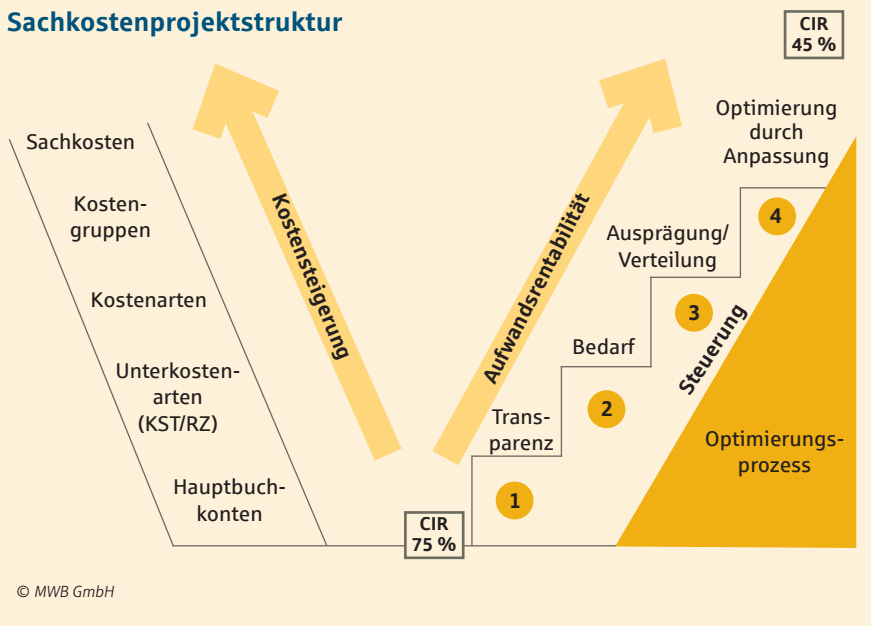 Sachkostenprojektstruktur
CIR
45 %
Sachkosten
Kosten-
gruppen
Kostenarten
Unterkosten-
arten
(KST/RZ)
Hauptbuch-
konten
Kostensteigerung
CIR
75 %
Aufwandsrentabilität
Trans-
parenz
1
Bedarf
2
Ausprägung/
Verteilung
3
Optimierung
durch
Anpassung
4
Steuerung
Optimierungs-
prozess
© MWB GmbH